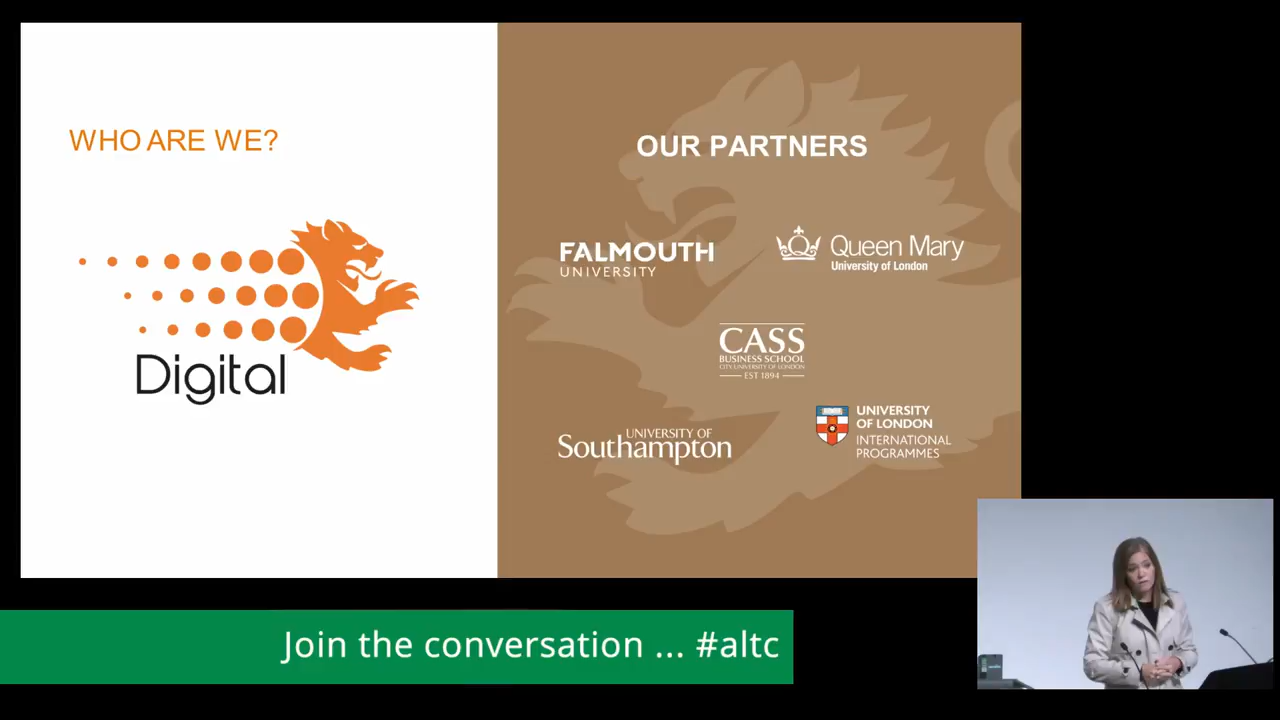 WHO ARE WE?
Digital
OUR PARTNERS
FALMOUTH
UNIVERSITY
Queen Mary
University of London
CASS
BUSINESS SCHOOL
CITY, UNIVERSITY OF LONDON
EST 1894
UNIVERSITY OF
Southampton
UNIVERSITY
OF LONDON
INTERNATIONAL
PROGRAMMES
Join the conversation ... #altc